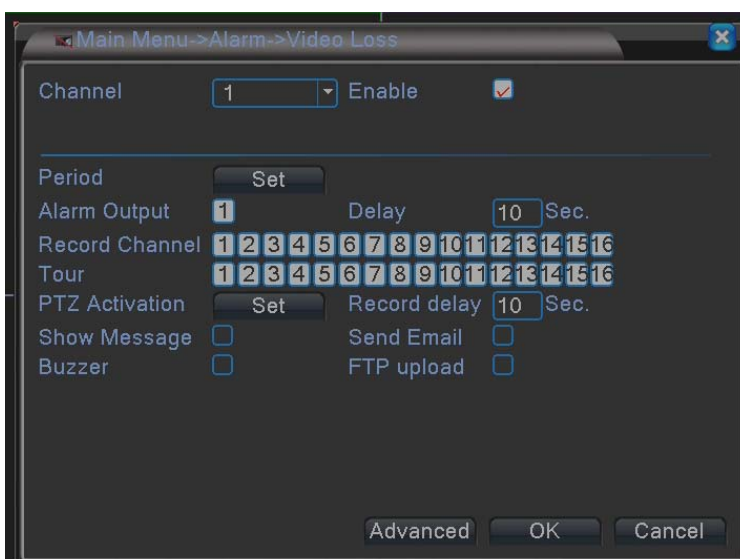 Main Menu->Alarm->Video Loss
Channel 1 Enable
Period Set
Alarm Output 1 Delay 10 Sec.
Record Channel 1 2 3 4 5 6 7 8 9 10 11 12 13 14 15 16
Tour 1 2 3 4 5 6 7 8 9 10 11 12 13 14 15 16
PTZ Activation Set Record delay 10 Sec.
Show Message Send Email
Buzzer FTP upload
Advanced OK Cancel